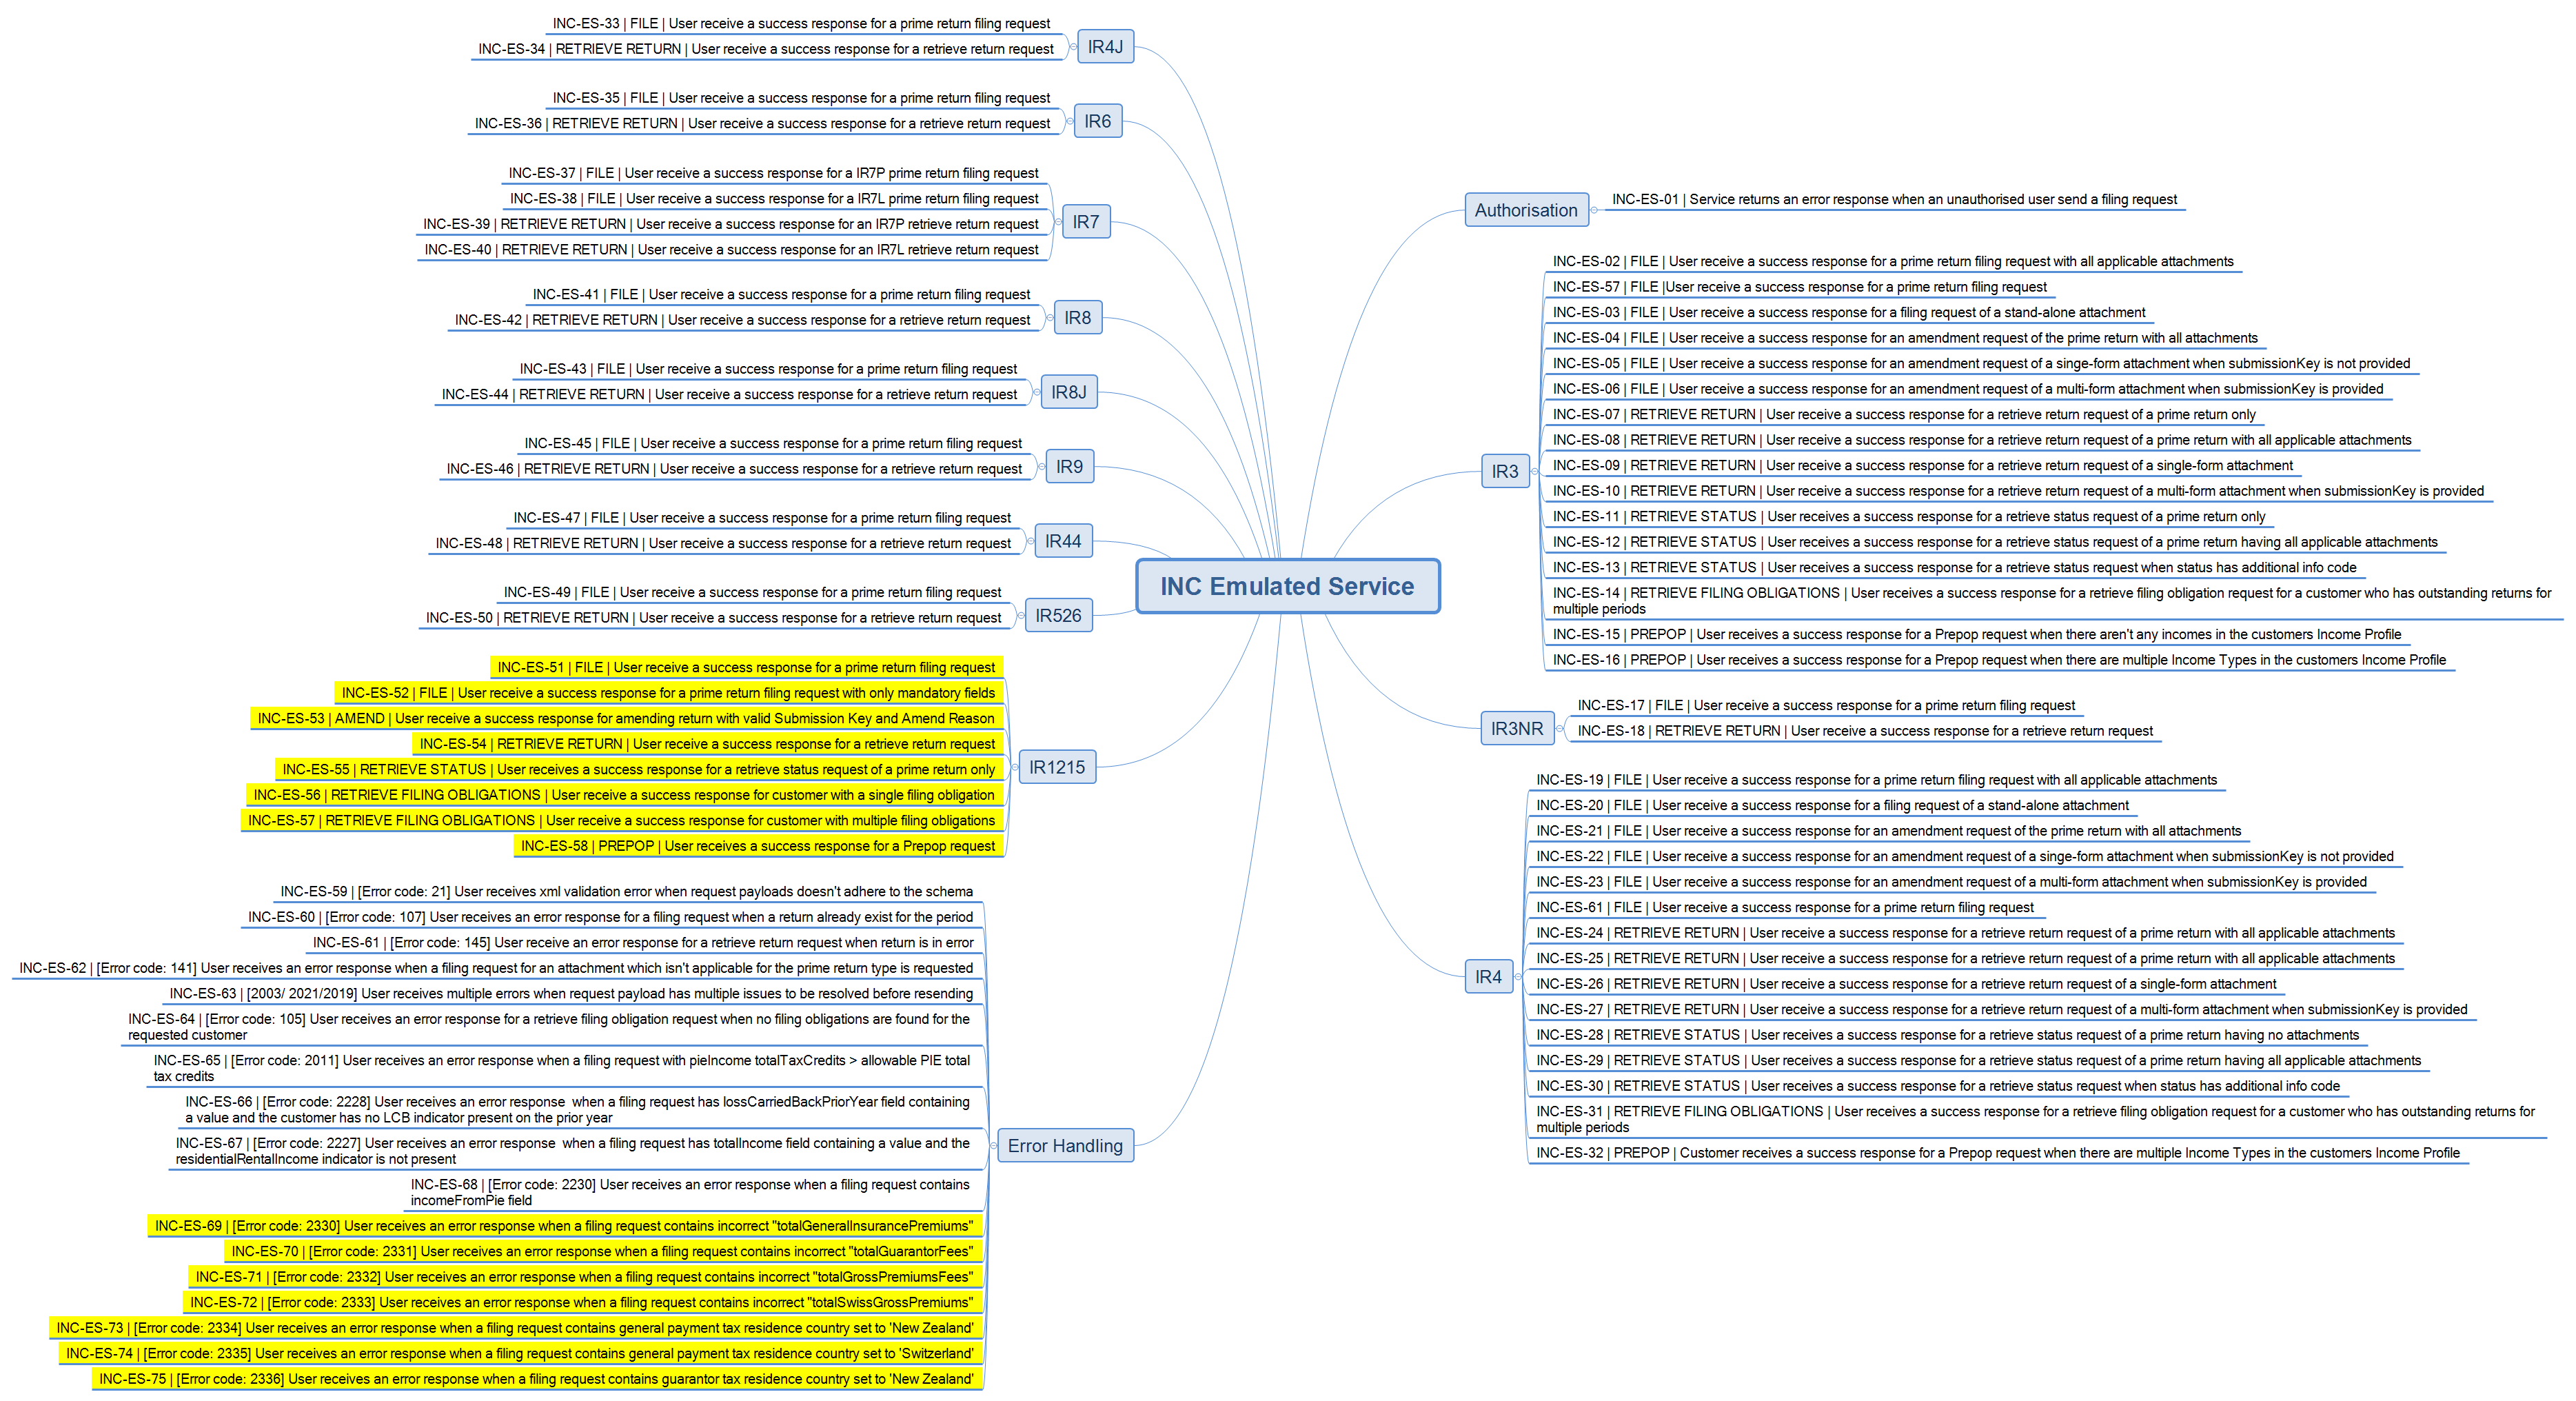 INC-ES-33 | FILE | User receive a success response for a prime return filing request
INC-ES-34 | RETRIEVE RETURN | User receive a success response for a retrieve return request
IR4J
INC-ES-35 | FILE | User receive a success response for a prime return filing request
INC-ES-36 | RETRIEVE RETURN | User receive a success response for a retrieve return request
IR6
INC-ES-37 | FILE | User receive a success response for a IR7P prime return filing request
INC-ES-38 | FILE | User receive a success response for a IR7L prime return filing request
INC-ES-39 | RETRIEVE RETURN | User receive a success response for an IR7P retrieve return request
INC-ES-40 | RETRIEVE RETURN | User receive a success response for an IR7L retrieve return request
IR7
INC-ES-41 | FILE | User receive a success response for a prime return filing request
INC-ES-42 | RETRIEVE RETURN | User receive a success response for a retrieve return request
IR8
INC-ES-43 | FILE | User receive a success response for a prime return filing request
INC-ES-44 | RETRIEVE RETURN | User receive a success response for a retrieve return request
IR8J
INC-ES-45 | FILE | User receive a success response for a prime return filing request
INC-ES-46 | RETRIEVE RETURN | User receive a success response for a retrieve return request
IR9
INC-ES-47 | FILE | User receive a success response for a prime return filing request
INC-ES-48 | RETRIEVE RETURN | User receive a success response for a retrieve return request
IR44
INC-ES-49 | FILE | User receive a success response for a prime return filing request
INC-ES-50 | RETRIEVE RETURN | User receive a success response for a retrieve return request
IR526
INC-ES-51 | FILE | User receive a success response for a prime return filing request
INC-ES-52 | FILE | User receive a success response for a prime return filing request with only mandatory fields
INC-ES-53 | AMEND | User receive a success response for amending return with valid Submission Key and Amend Reason
INC-ES-54 | RETRIEVE RETURN | User receive a success response for a retrieve return request
INC-ES-55 | RETRIEVE STATUS | User receives a success response for a retrieve status request of a prime return only
INC-ES-56 | RETRIEVE FILING OBLIGATIONS | User receive a success response for customer with a single filing obligation
INC-ES-57 | RETRIEVE FILING OBLIGATIONS | User receive a success response for customer with multiple filing obligations
INC-ES-58 | PREPOP | User receives a success response for a Prepop request
IR1215
INC-ES-59 | [Error code: 21] User receives xml validation error when request payloads doesn't adhere to the schema
INC-ES-60 | [Error code: 107] User receives an error response for a filing request when a return already exist for the period
INC-ES-61 | [Error code: 145] User receive an error response for a retrieve return request when return is in error
INC-ES-62 | [Error code: 141] User receives an error response when a filing request for an attachment which isn't applicable for the prime return type is requested
INC-ES-63 | [2003/ 2021/2019] User receives multiple errors when request payload has multiple issues to be resolved before resending
INC-ES-64 | [Error code: 105] User receives an error response for a retrieve filing obligation request when no filing obligations are found for the
requested customer
INC-ES-65 | [Error code: 2011] User receives an error response when a filing request with pieIncome totalTaxCredits > allowable PIE total
tax credits
INC-ES-66 | [Error code: 2228] User receives an error response  when a filing request has lossCarriedBackPriorYear field containing
a value and the customer has no LCB indicator present on the prior year
INC-ES-67 | [Error code: 2227] User receives an error response  when a filing request has totalIncome field containing a value and the
residentialRentalIncome indicator is not present
INC-ES-68 | [Error code: 2230] User receives an error response when a filing request contains
incomeFromPie field
INC-ES-69 | [Error code: 2330] User receives an error response when a filing request contains incorrect "totalGeneralInsurancePremiums"
INC-ES-70 | [Error code: 2331] User receives an error response when a filing request contains incorrect "totalGuarantorFees"
INC-ES-71 | [Error code: 2332] User receives an error response when a filing request contains incorrect "totalGrossPremiumsFees"
INC-ES-72 | [Error code: 2333] User receives an error response when a filing request contains incorrect "totalSwissGrossPremiums"
INC-ES-73 | [Error code: 2334] User receives an error response when a filing request contains general payment tax residence country set to 'New Zealand'
INC-ES-74 | [Error code: 2335] User receives an error response when a filing request contains general payment tax residence country set to 'Switzerland'
INC-ES-75 | [Error code: 2336] User receives an error response when a filing request contains guarantor tax residence country set to 'New Zealand'
Error Handling
INC Emulated Service
Authorisation
INC-ES-01 | Service returns an error response when an unauthorised user send a filing request
IR3
INC-ES-02 | FILE | User receive a success response for a prime return filing request with all applicable attachments
INC-ES-57 | FILE |User receive a success response for a prime return filing request
INC-ES-03 | FILE | User receive a success response for a filing request of a stand-alone attachment
INC-ES-04 | FILE | User receive a success response for an amendment request of the prime return with all attachments
INC-ES-05 | FILE | User receive a success response for an amendment request of a singe-form attachment when submissionKey is not provided
INC-ES-06 | FILE | User receive a success response for an amendment request of a multi-form attachment when submissionKey is provided
INC-ES-07 | RETRIEVE RETURN | User receive a success response for a retrieve return request of a prime return only
INC-ES-08 | RETRIEVE RETURN | User receive a success response for a retrieve return request of a prime return with all applicable attachments
INC-ES-09 | RETRIEVE RETURN | User receive a success response for a retrieve return request of a single-form attachment
INC-ES-10 | RETRIEVE RETURN | User receive a success response for a retrieve return request of a multi-form attachment when submissionKey is provided
INC-ES-11 | RETRIEVE STATUS | User receives a success response for a retrieve status request of a prime return only
INC-ES-12 | RETRIEVE STATUS | User receives a success response for a retrieve status request of a prime return having all applicable attachments
INC-ES-13 | RETRIEVE STATUS | User receives a success response for a retrieve status request when status has additional info code
INC-ES-14 | RETRIEVE FILING OBLIGATIONS | User receives a success response for a retrieve filing obligation request for a customer who has outstanding returns for
multiple periods
INC-ES-15 | PREPOP | User receives a success response for a Prepop request when there aren't any incomes in the customers Income Profile
INC-ES-16 | PREPOP | User receives a success response for a Prepop request when there are multiple Income Types in the customers Income Profile
IR3NR
INC-ES-17 | FILE | User receive a success response for a prime return filing request
INC-ES-18 | RETRIEVE RETURN | User receive a success response for a retrieve return request
IR4
INC-ES-19 | FILE | User receive a success response for a prime return filing request with all applicable attachments
INC-ES-20 | FILE | User receive a success response for a filing request of a stand-alone attachment
INC-ES-21 | FILE | User receive a success response for an amendment request of the prime return with all attachments
INC-ES-22 | FILE | User receive a success response for an amendment request of a singe-form attachment when submissionKey is not provided
INC-ES-23 | FILE | User receive a success response for an amendment request of a multi-form attachment when submissionKey is provided
INC-ES-61 | FILE | User receive a success response for a prime return filing request
INC-ES-24 | RETRIEVE RETURN | User receive a success response for a retrieve return request of a prime return with all applicable attachments
INC-ES-25 | RETRIEVE RETURN | User receive a success response for a retrieve return request of a prime return with all applicable attachments
INC-ES-26 | RETRIEVE RETURN | User receive a success response for a retrieve return request of a single-form attachment
INC-ES-27 | RETRIEVE RETURN | User receive a success response for a retrieve return request of a multi-form attachment when submissionKey is provided
INC-ES-28 | RETRIEVE STATUS | User receives a success response for a retrieve status request of a prime return having no attachments
INC-ES-29 | RETRIEVE STATUS | User receives a success response for a retrieve status request of a prime return having all applicable attachments
INC-ES-30 | RETRIEVE STATUS | User receives a success response for a retrieve status request when status has additional info code
INC-ES-31 | RETRIEVE FILING OBLIGATIONS | User receives a success response for a retrieve filing obligation request for a customer who has outstanding returns for
multiple periods
INC-ES-32 | PREPOP | Customer receives a success response for a Prepop request when there are multiple Income Types in the customers Income Profile